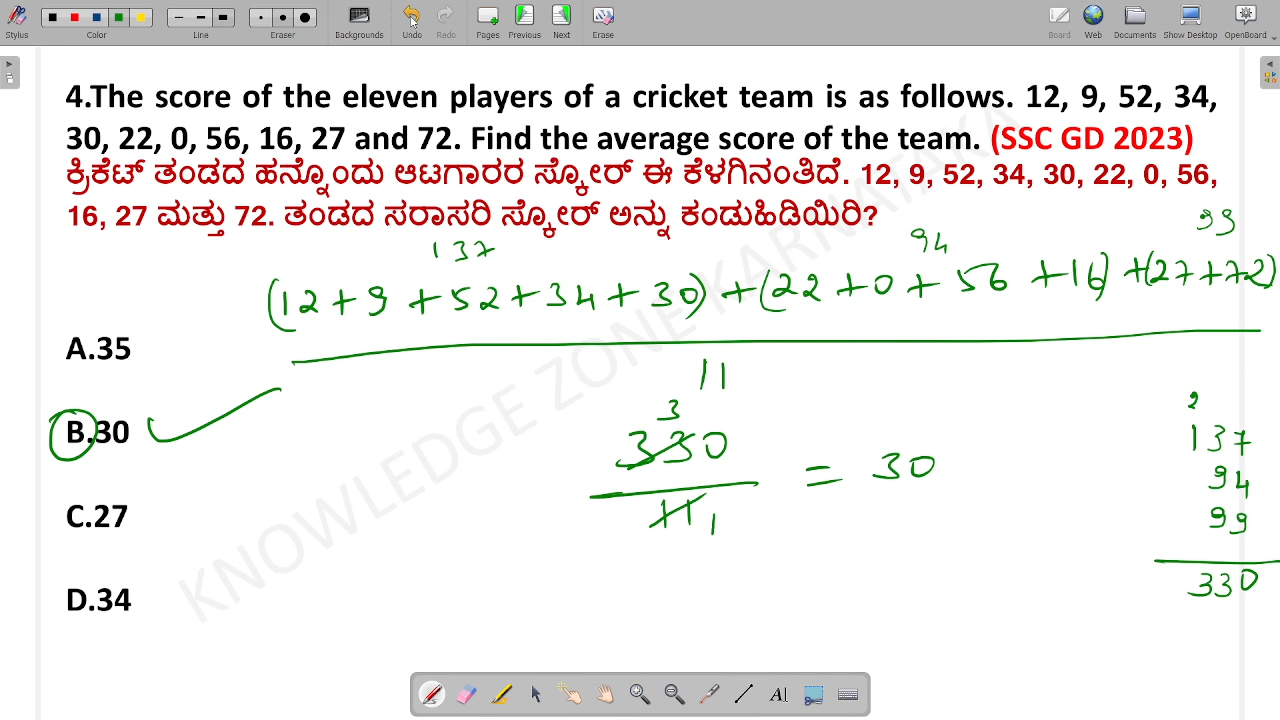 Stylus Color Line Eraser Backgrounds Undo Redo Pages Previous Next Erase Board Web Documents Show Desktop OpenBoard
4.The score of the eleven players of a cricket team is as follows. 12, 9, 52, 34,
30, 22, 0, 56, 16, 27 and 72. Find the average score of the team. (SSC GD 2023)
ಕ್ರಿಕೆಟ್ ತಂಡದ ಹನ್ನೊಂದು ಆಟಗಾರರ ಸ್ಕೋರ್ ಈ ಕೆಳಗಿನಂತಿದೆ. 12, 9, 52, 34, 30, 22, 0, 56,
16, 27 ಮತ್ತು 72. ತಂಡದ ಸರಾಸರಿ ಸ್ಕೋರ್ ಅನ್ನು ಕಂಡುಹಿಡಿಯಿರಿ?
137 94 99
(12+9+52+34+30)+(22+0+56+16)+(27+72)
11
A.35
B.30
C.27
D.34
3
330
11 1
= 30
2
137
94
99
330
KNOWLEDGE ZONE KARNATAKA
AI